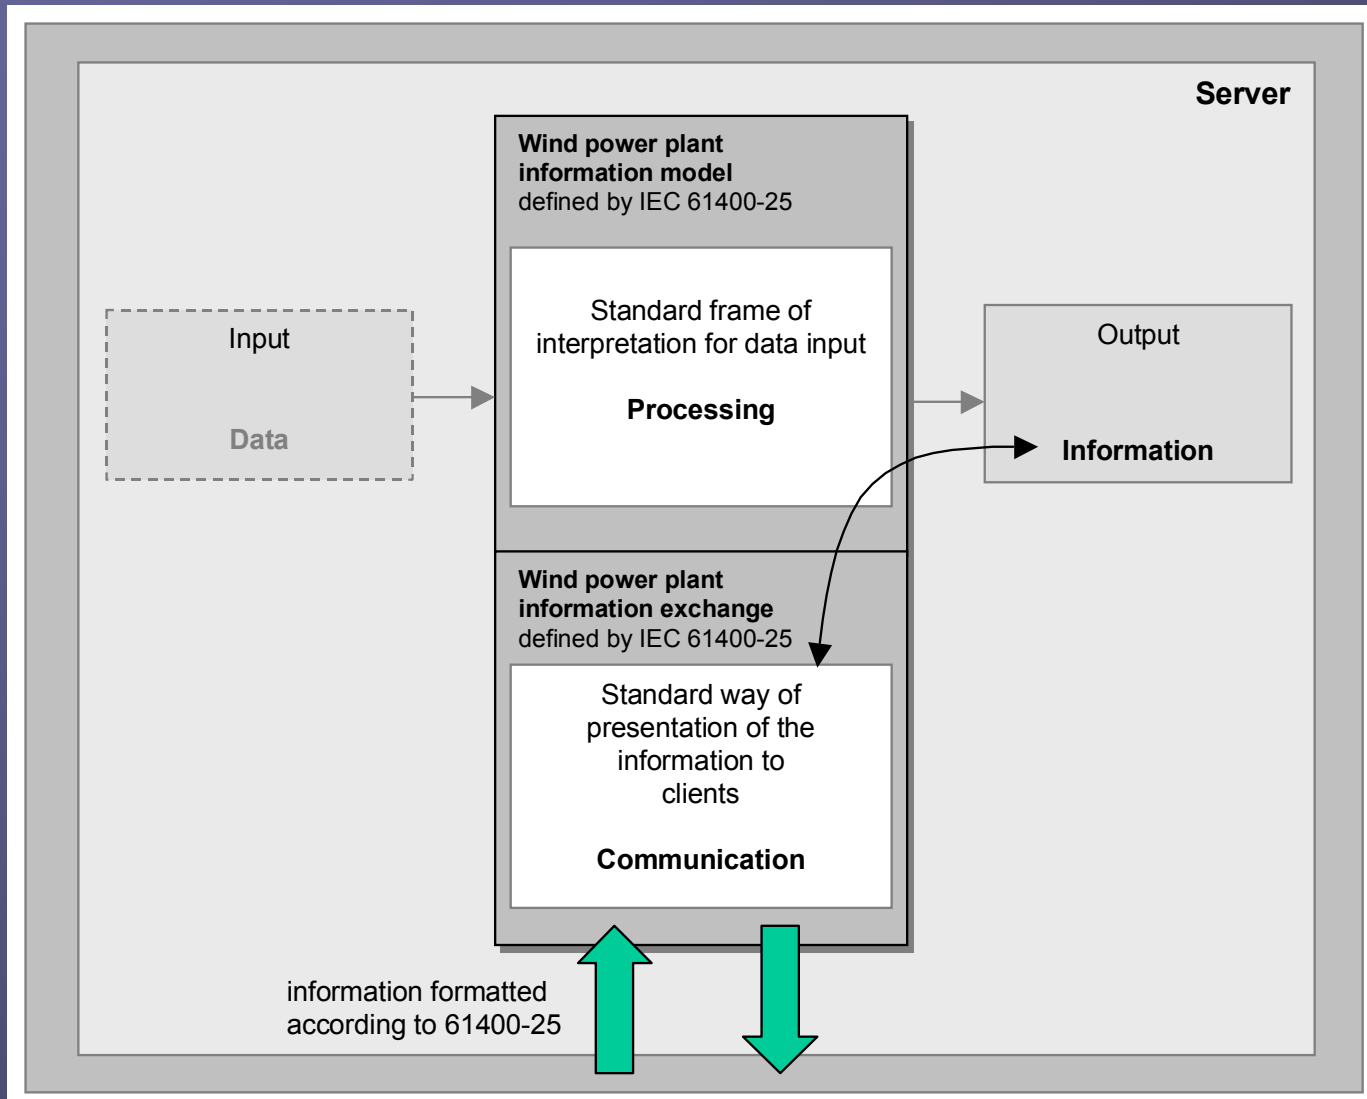 Server
Wind power plant
information model
defined by IEC 61400-25
Standard frame of
interpretation for data input
Processing
Input
Data
Output
Information
Wind power plant
information exchange
defined by IEC 61400-25
Standard way of
presentation of the
information to
clients
Communication
information formatted
according to 61400-25